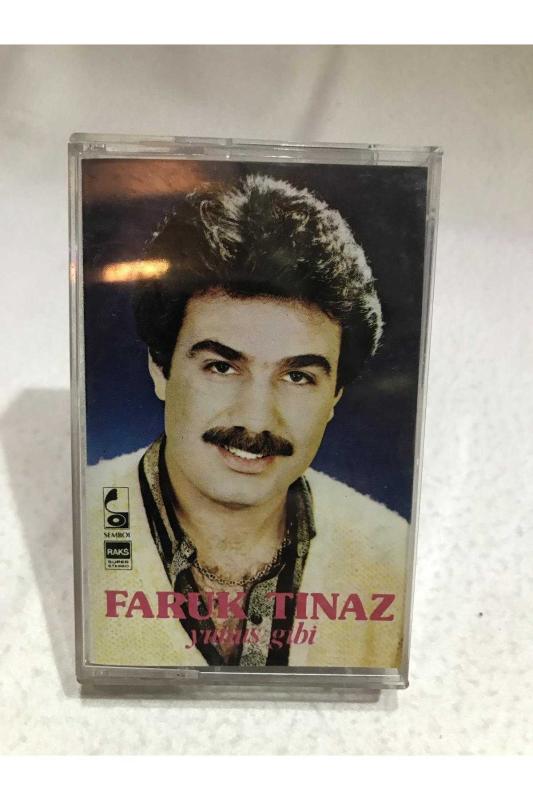 SEMBOL
RAKS
SUPER
STEREO
FARUK TINAZ
yunus gibi